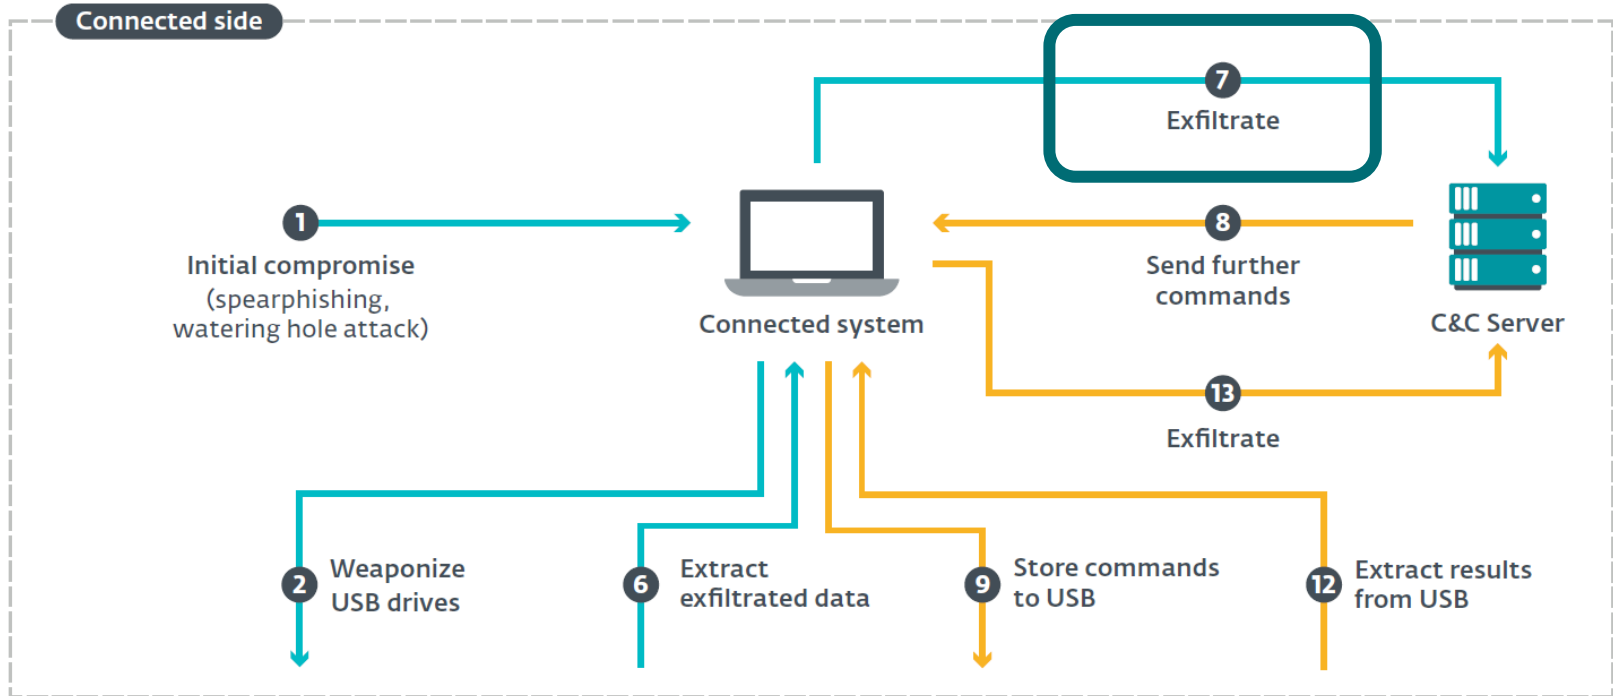 Connected side
7
Exfiltrate
1
Initial compromise
(spearphishing,
watering hole attack)
Connected system
8
Send further
commands
C&C Server
13
Exfiltrate
2
Weaponize
USB drives
6
Extract
exfiltrated data
9
Store commands
to USB
12
Extract results
from USB